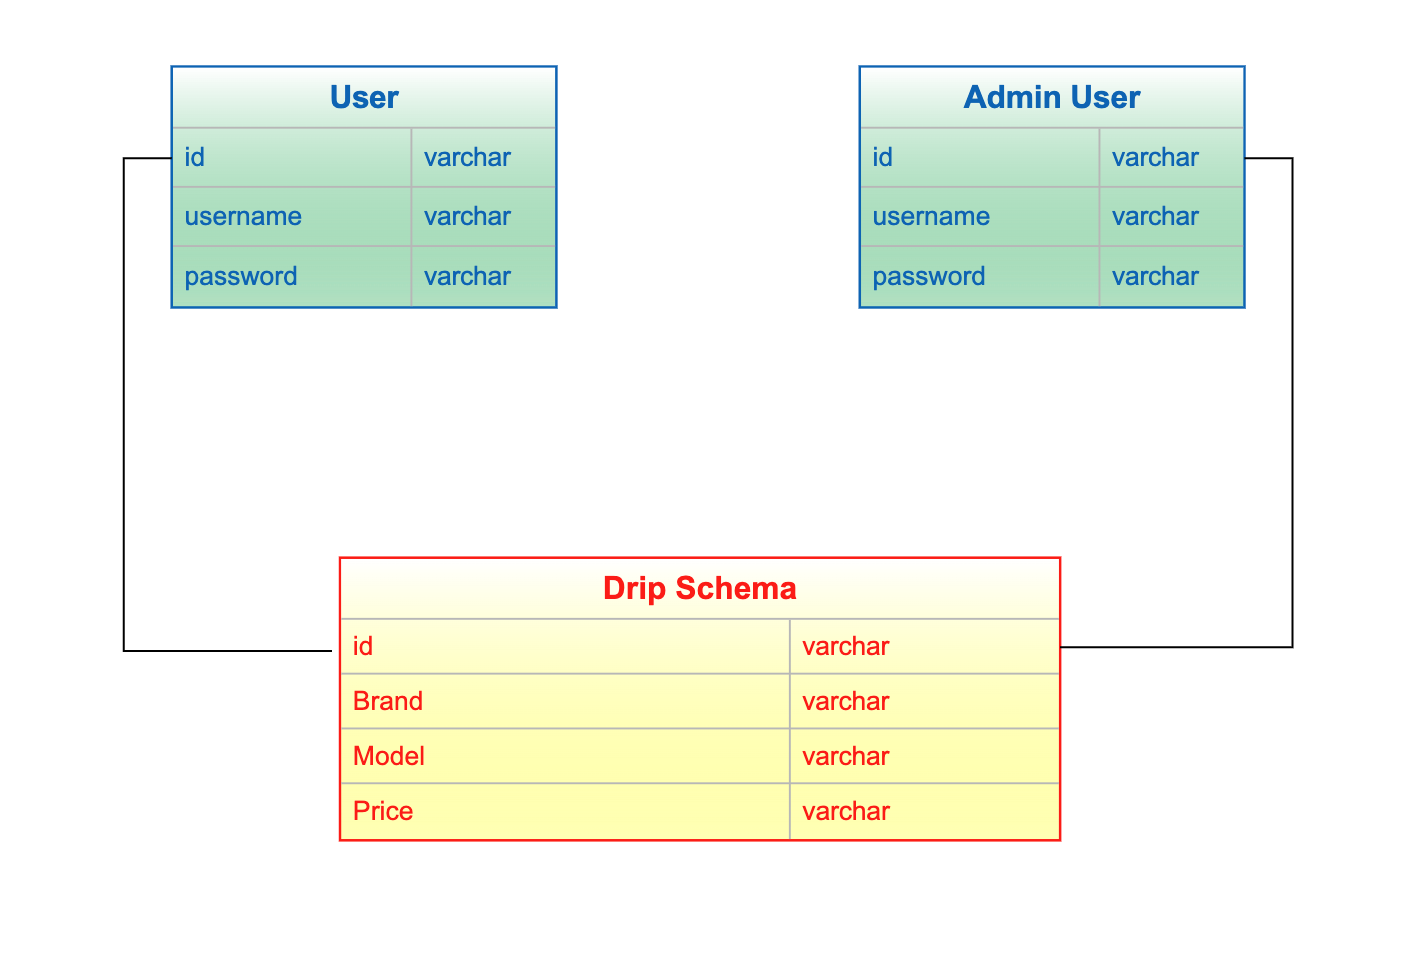 User
id varchar
username varchar
password varchar
Admin User
id varchar
username varchar
password varchar
Drip Schema
id varchar
Brand varchar
Model varchar
Price varchar